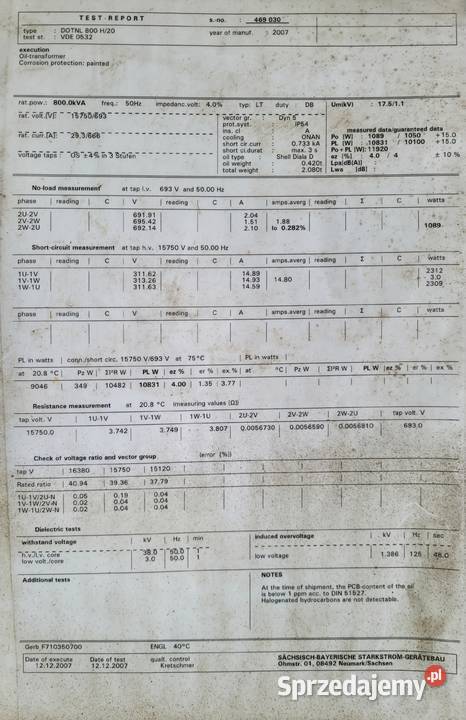 TEST-REPORT s.-no. : 469 030
type : DOTNL 800 H/20 year of manuf. : 2007
test st. : VDE 0532
execution
Oil-transformer
Corrosion protection: painted
rat.pow.: 800.0kVA freq.: 50Hz impedanc.volt: 4.0% typ: LT duty : DB Um(kV) : 17.5/1.1
rat. volt.[V]: 15750/693
rat. curr.[A]: 29.3/666
voltage taps : OS ±4% in 3 Stufen
vector gr. : Dyn 5
prot.syst. : IP54
ins. cl : A
cooling : ONAN
short cir.curr : 0.733 kA
short ci.durat : max. 3 s
oil type : Shell Diala D
oil weight : 0.420t
total weight : 2.080t
measured data/guaranteed data
Po [W] : 1089 / 1050 +15.0
PL [W] : 10831 / 10100 +15.0
Po+PL [W]: 11920
ez [%] : 4.0 / 4 ± 10 %
Lpa[dB(A)] :
Lwa [dB] :
No-load measurement at tap l.v. 693 V and 50.00 Hz
phase | reading | C | V | reading | C | A | amps.averg | reading | Σ | C | watts
2U-2V 691.91 2.04
2V-2W 695.42 1.51 1.88
2W-2U 692.14 2.10 Io 0.282% 1089
Short-circuit measurement at tap h.v. 15750 V and 50.00 Hz
phase | reading | C | V | reading | C | A | amps.averg | reading | Σ | C | watts
1U-1V 311.62 14.89 2312
1V-1W 313.26 14.93 14.80 3.0
1W-1U 311.63 14.59 2309
phase | reading | C | V | reading | C | A | amps.averg | reading | Σ | C | watts
PL in watts | conn./short circ. 15750 V/693 V at 75°C | PL in watts |
at 20.8 °C | Pz W | ΣI²R W | PL W | ez % | er % | ex % | at °C | Pz W | ΣI²R W | PL W | ez % | er % | ex %
9046 | 349 | 10482 | 10831 | 4.00 | 1.35 | 3.77 |
Resistance measurement at 20.8 °C measuring values (Ω)
tap volt. V | 1U-1V | 1V-1W | 1W-1U | 2U-2V | 2V-2W | 2W-2U | tap volt. V
15750.0 | 3.742 | 3.749 | 3.807 | 0.0056730 | 0.0056590 | 0.0056810 | 693.0
Check of voltage ratio and vector group (error (%))
tap V | 16380 | 15750 | 15120
Rated ratio | 40.94 | 39.36 | 37.79
1U-1V/2U-N 0.05 0.19 0.04
1V-1W/2V-N 0.02 0.04 0.04
1W-1U/2W-N 0.02 0.04 0.04
Dielectric tests
withstand voltage | kV | Hz | min
h.v./l.v. core 38.0 50.0 1
low volt./core 3.0 50.0 1
induced overvoltage | kV | Hz | sec
low voltage | 1.386 | 125 | 48.0
Additional tests
NOTES
At the time of shipment, the PCB-content of the oil
is below 1 ppm acc. to DIN 51527.
Halogenated hydrocarbons are not detectable.
Gerb F710350700 ENGL 40°C
Date of execute Date of test qualt. control
12.12.2007 12.12.2007 Kretschmer
SÄCHSISCH-BAYERISCHE STARKSTROM-GERÄTEBAU
Ohmstr. 01, 08492 Neumark/Sachsen
Sprzedajemy.pl